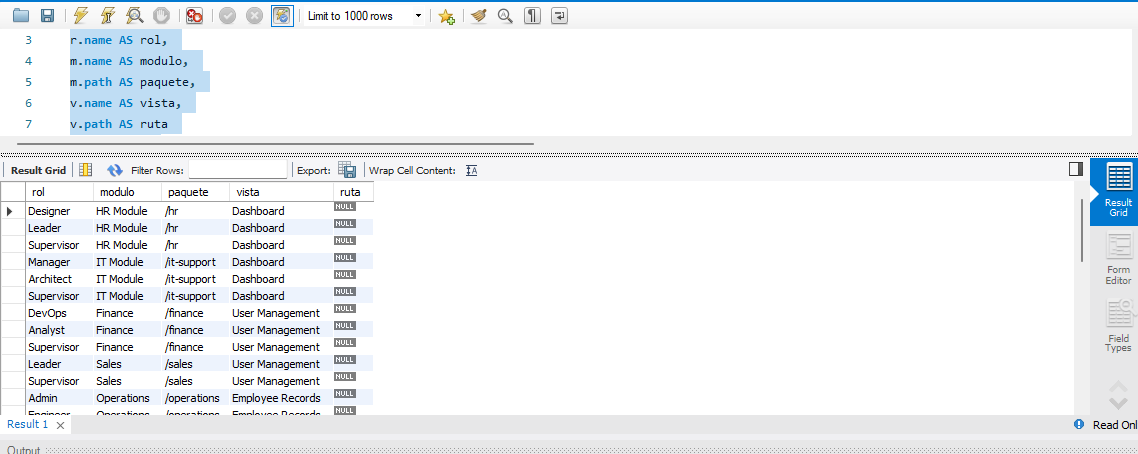 Limit to 1000 rows
3 r.name AS rol,
4 m.name AS modulo,
5 m.path AS paquete,
6 v.name AS vista,
7 v.path AS ruta
Result Grid Filter Rows: Export: Wrap Cell Content:
rol modulo paquete vista ruta
Designer HR Module /hr Dashboard NULL
Leader HR Module /hr Dashboard NULL
Supervisor HR Module /hr Dashboard NULL
Manager IT Module /it-support Dashboard NULL
Architect IT Module /it-support Dashboard NULL
Supervisor IT Module /it-support Dashboard NULL
DevOps Finance /finance User Management NULL
Analyst Finance /finance User Management NULL
Supervisor Finance /finance User Management NULL
Leader Sales /sales User Management NULL
Supervisor Sales /sales User Management NULL
Admin Operations /operations Employee Records NULL
Engineer Operations /operations Employee Records NULL
Result Grid
Form Editor
Field Types
Result 1
Read Onl
Output